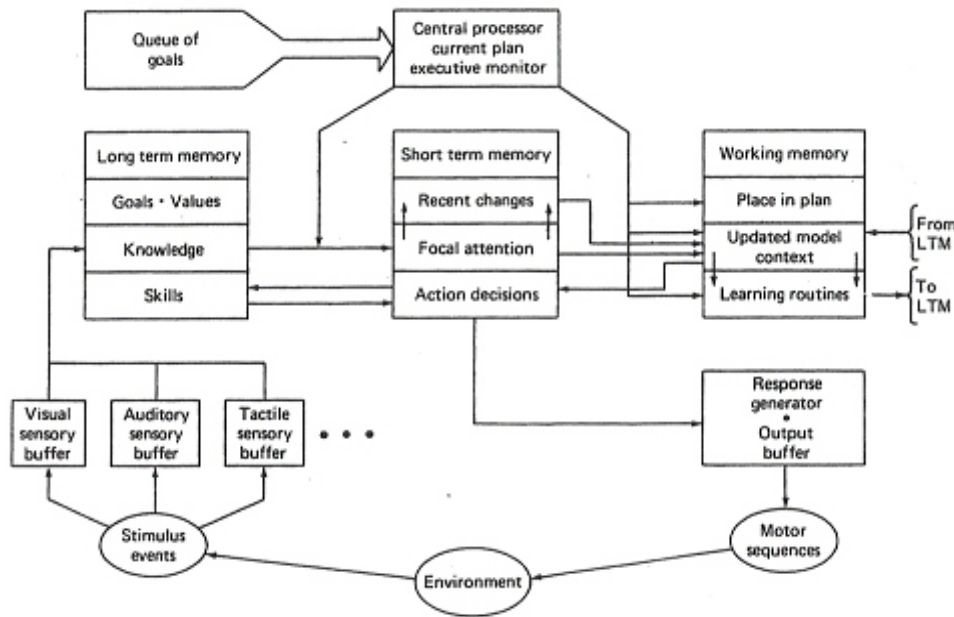 Queue of
goals
Central processor
current plan
executive monitor
Long term memory
Goals · Values
Knowledge
Skills
Short term memory
Recent changes
Focal attention
Action decisions
Working memory
Place in plan
Updated model
context
Learning routines
From
LTM
To
LTM
Visual
sensory
buffer
Auditory
sensory
buffer
Tactile
sensory
buffer
• • •
Response
generator
•
Output
buffer
Stimulus
events
Environment
Motor
sequences